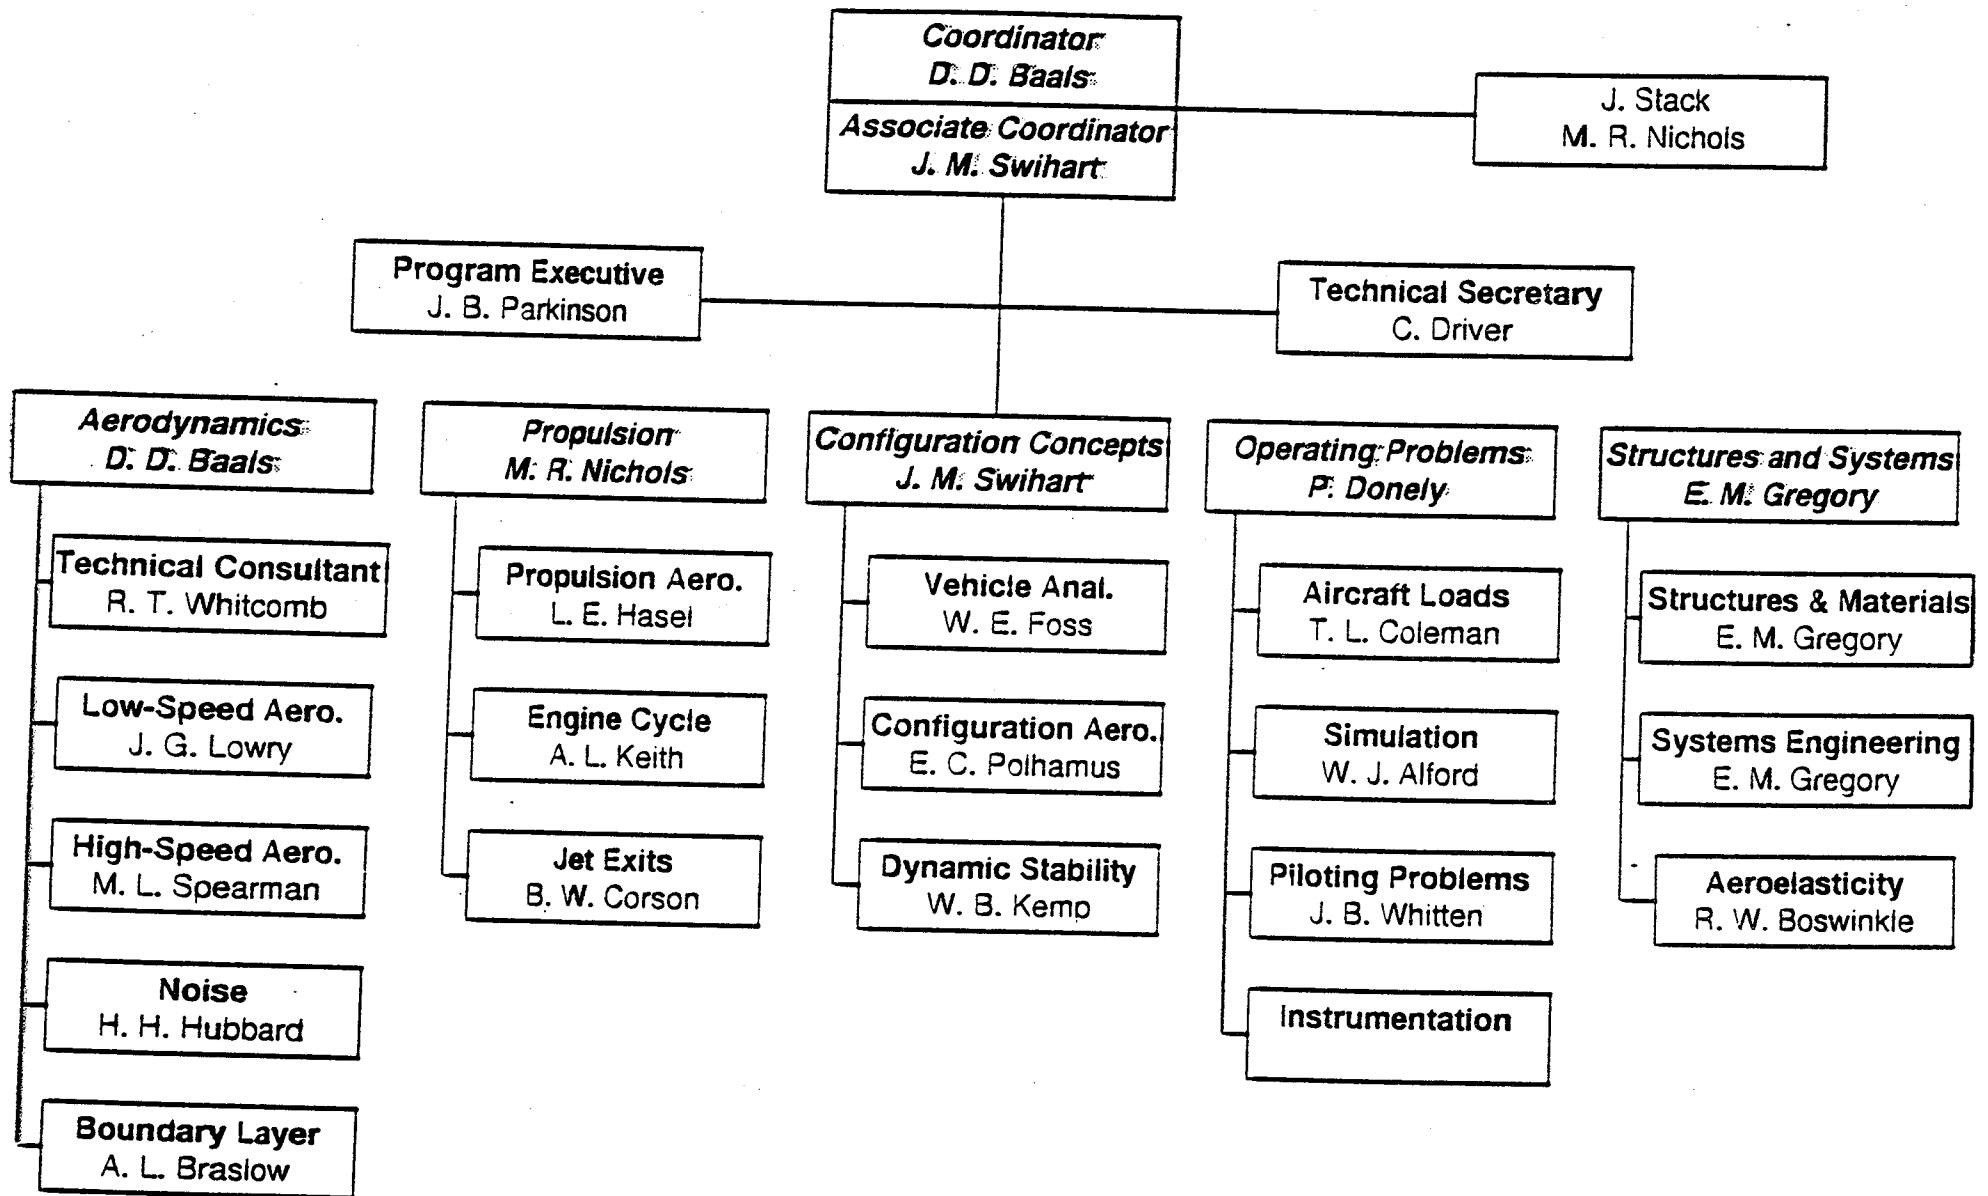 Coordinator
D. D. Baals
Associate Coordinator
J. M. Swihart
J. Stack
M. R. Nichols
Program Executive
J. B. Parkinson
Technical Secretary
C. Driver
Aerodynamics
D. D. Baals
Technical Consultant
R. T. Whitcomb
Low-Speed Aero.
J. G. Lowry
High-Speed Aero.
M. L. Spearman
Noise
H. H. Hubbard
Boundary Layer
A. L. Braslow
Propulsion
M. R. Nichols
Propulsion Aero.
L. E. Hasel
Engine Cycle
A. L. Keith
Jet Exits
B. W. Corson
Configuration Concepts
J. M. Swihart
Vehicle Anal.
W. E. Foss
Configuration Aero.
E. C. Polhamus
Dynamic Stability
W. B. Kemp
Operating Problems
P. Donely
Aircraft Loads
T. L. Coleman
Simulation
W. J. Alford
Piloting Problems
J. B. Whitten
Instrumentation
Structures and Systems
E. M. Gregory
Structures & Materials
E. M. Gregory
Systems Engineering
E. M. Gregory
Aeroelasticity
R. W. Boswinkle